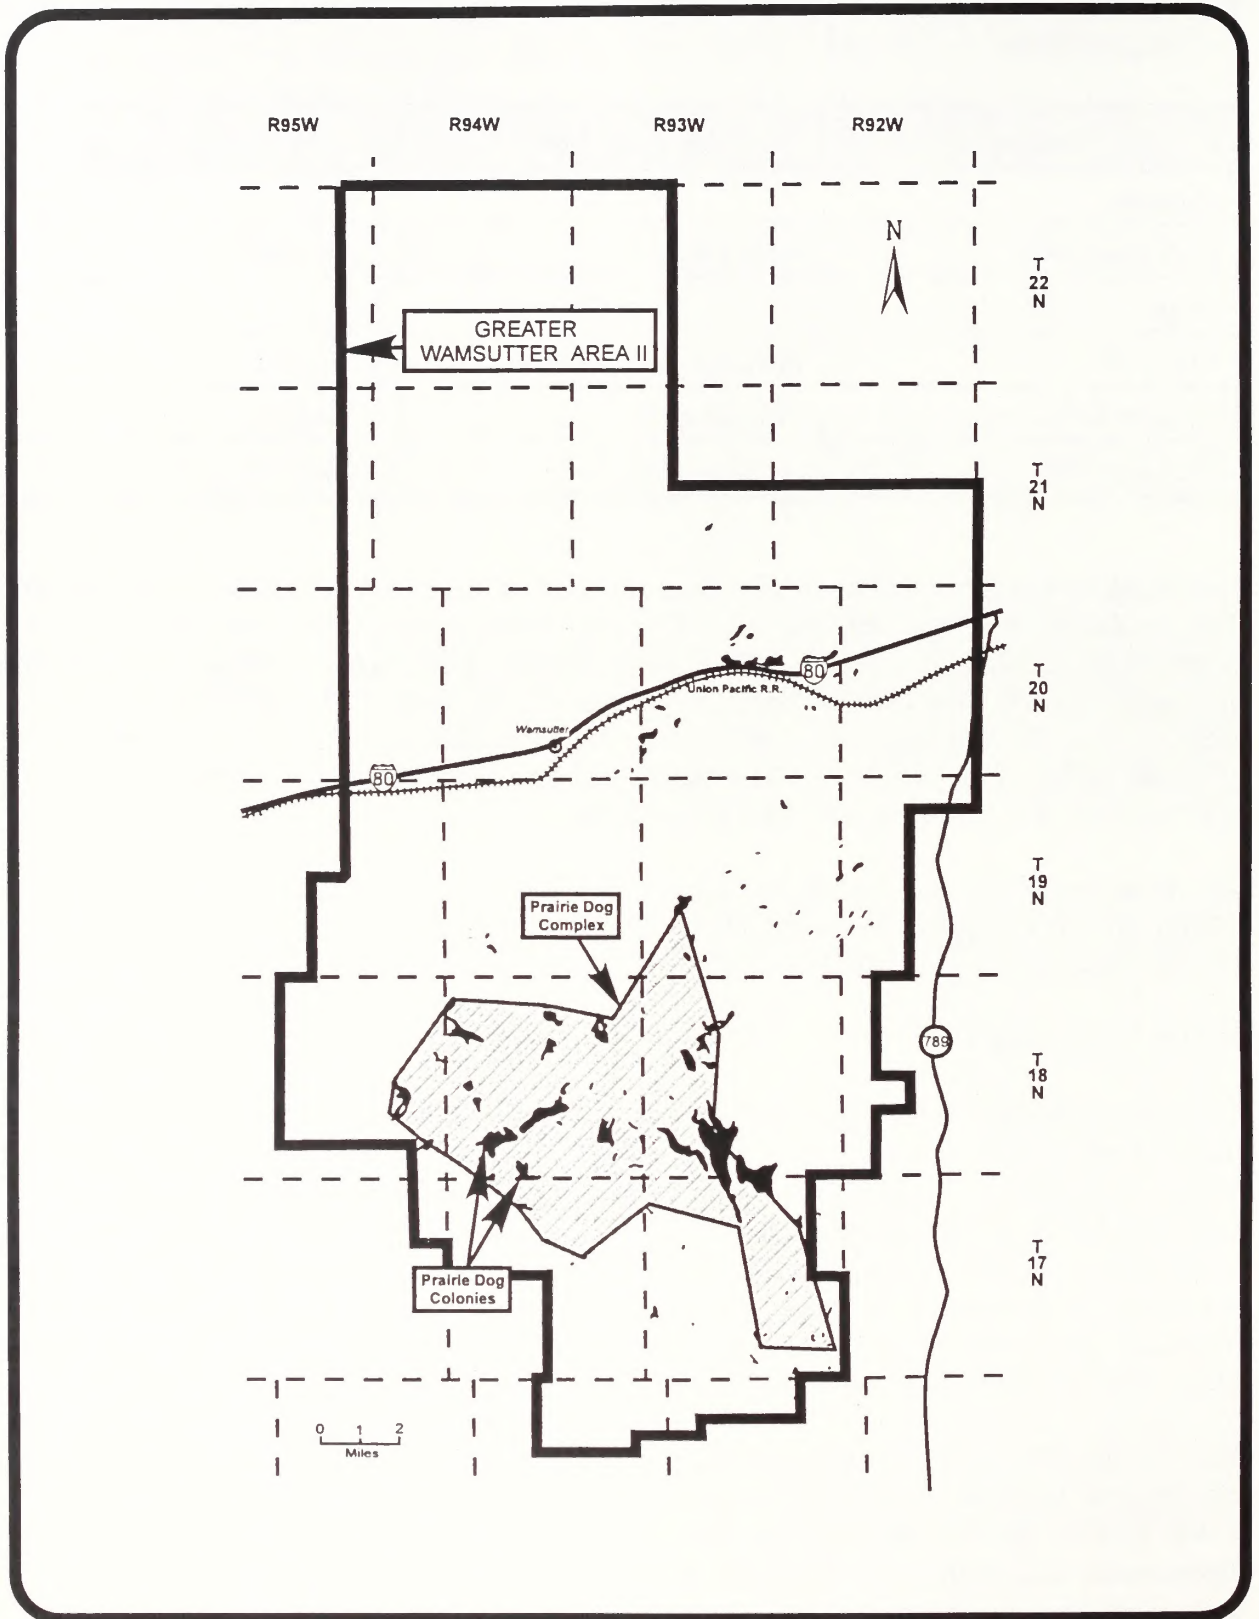 R95W R94W R93W R92W
N
T
22
N
GREATER
WAMSUTTER AREA II
T
21
N
T
20
N
80
Union Pacific R.R.
Wamsutter
80
T
19
N
Prairie Dog
Complex
789
T
18
N
T
17
N
Prairie Dog
Colonies
0 1 2
Miles